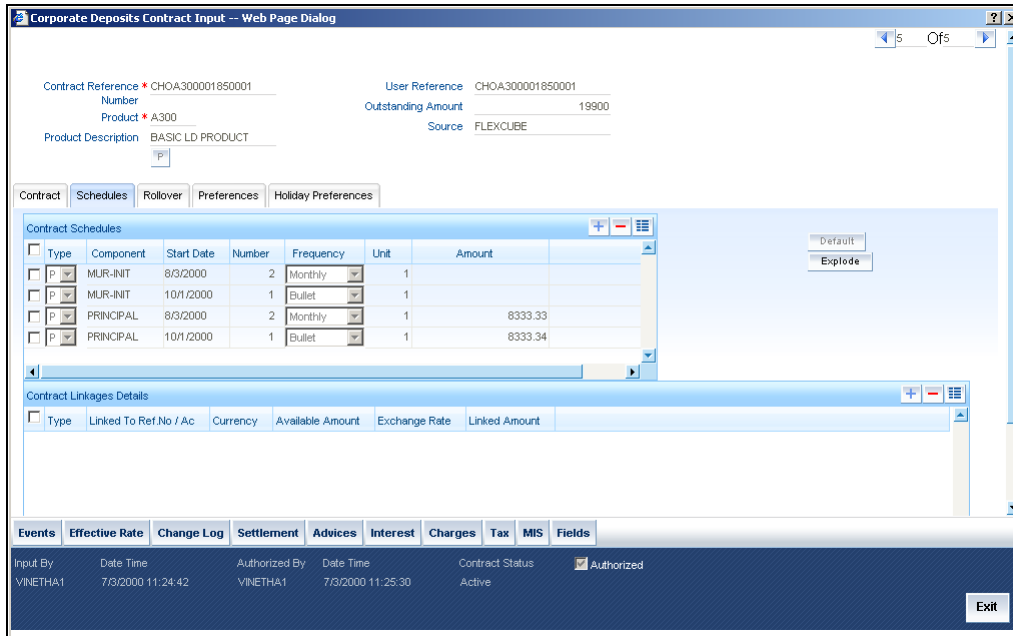 Corporate Deposits Contract Input -- Web Page Dialog
5 Of 5
Contract Reference * CHOA300001850001 User Reference CHOA300001850001
Number Outstanding Amount 19900
Product * A300 Source FLEXCUBE
Product Description BASIC LD PRODUCT
P
Contract Schedules Rollover Preferences Holiday Preferences
Contract Schedules
Type Component Start Date Number Frequency Unit Amount
P MUR-INIT 8/3/2000 2 Monthly 1
P MUR-INIT 10/1/2000 1 Bullet 1
P PRINCIPAL 8/3/2000 2 Monthly 1 8333.33
P PRINCIPAL 10/1/2000 1 Bullet 1 8333.34
Default
Explode
Contract Linkages Details
Type Linked To Ref.No / Ac Currency Available Amount Exchange Rate Linked Amount
Events Effective Rate Change Log Settlement Advices Interest Charges Tax MIS Fields
Input By Date Time Authorized By Date Time Contract Status Authorized
VINETHA1 7/3/2000 11:24:42 VINETHA1 7/3/2000 11:25:30 Active
Exit